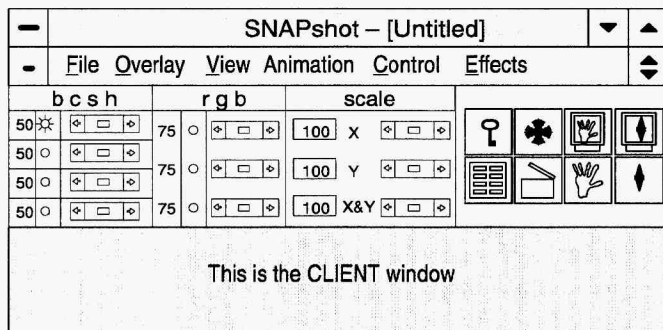 SNAPshot – [Untitled]
File Overlay View Animation Control Effects
b c s h r g b scale
50
75 100 X
50
75 100 Y
50
50 75 100 X&Y
This is the CLIENT window